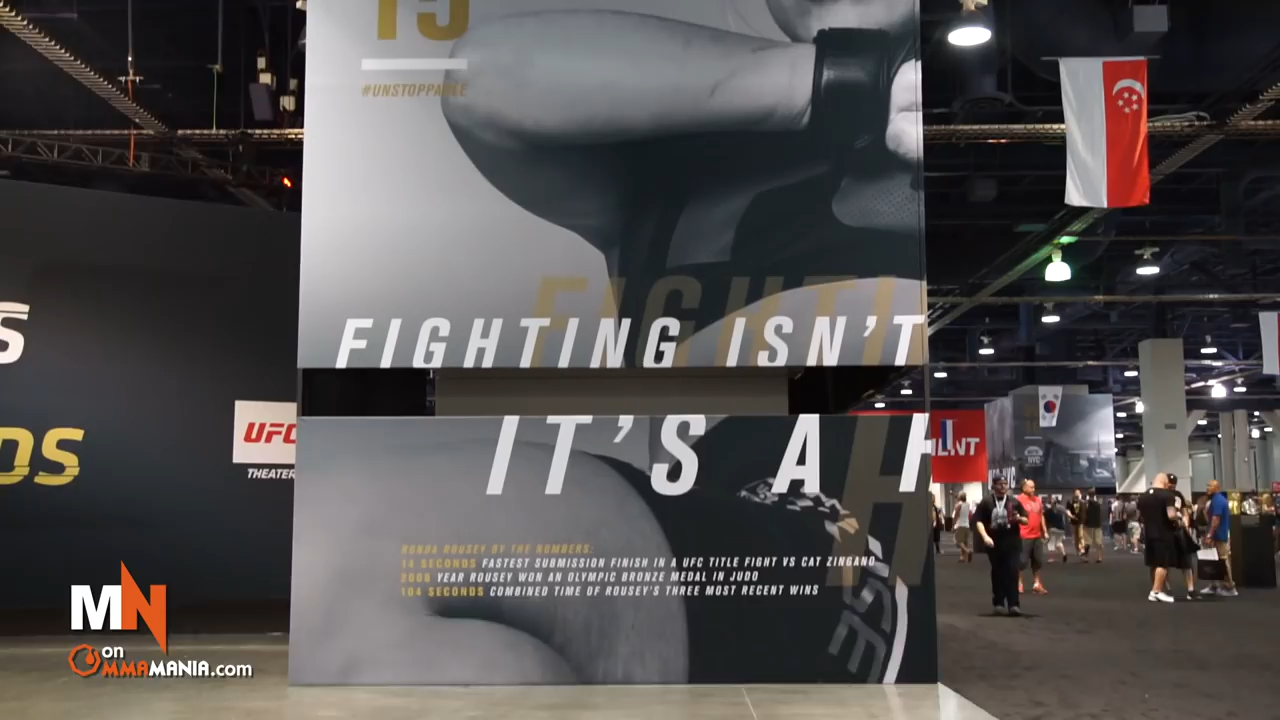 15
#UNSTOPPABLE
FIGHTI
FIGHTING ISN'T
IT'S A H
H
S
DS
UFC
THEATER
RONDA ROUSEY BY THE NUMBERS:
14 SECONDS FASTEST SUBMISSION FINISH IN A UFC TITLE FIGHT VS CAT ZINGANO
2008 YEAR ROUSEY WON AN OLYMPIC BRONZE MEDAL IN JUDO
104 SECONDS COMBINED TIME OF ROUSEY'S THREE MOST RECENT WINS
MN
on
MMAMANIA.com